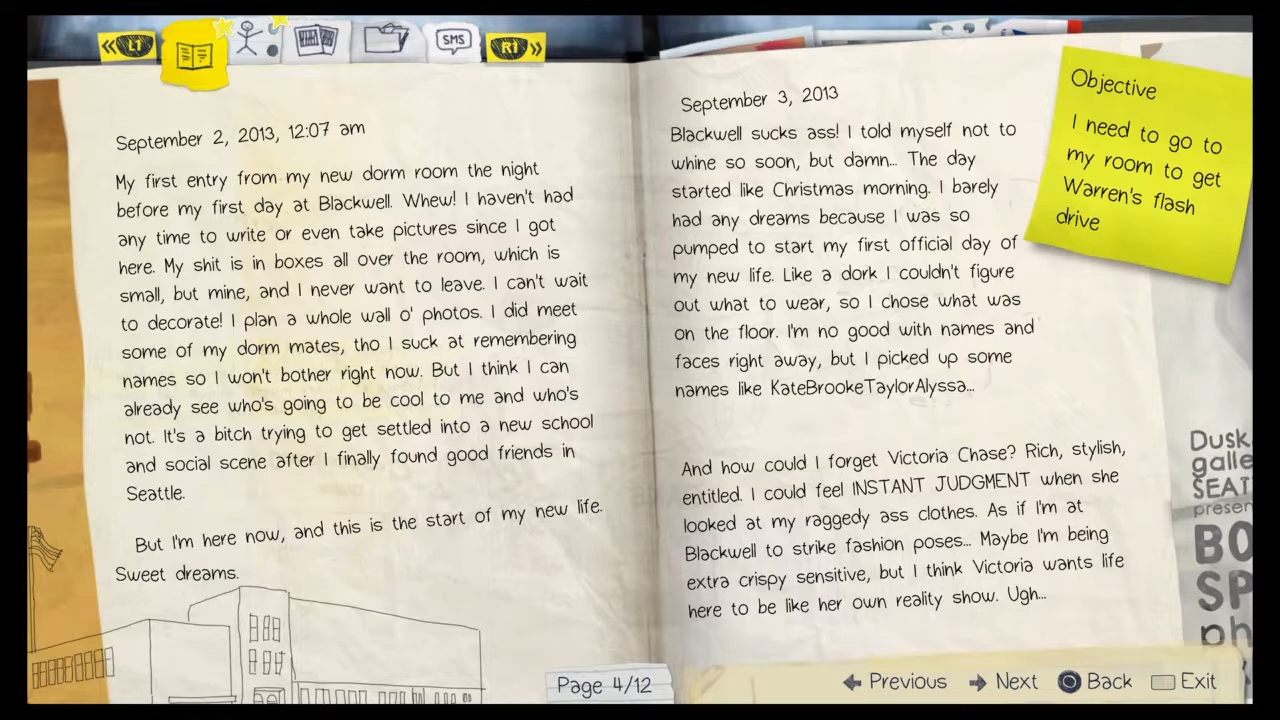 L1
SMS
R1
September 2, 2013, 12:07 am
My first entry from my new dorm room the night
before my first day at Blackwell. Whew! I haven't had
any time to write or even take pictures since I got
here. My shit is in boxes all over the room, which is
small, but mine, and I never want to leave. I can't wait
to decorate! I plan a whole wall o' photos. I did meet
some of my dorm mates, tho I suck at remembering
names so I won't bother right now. But I think I can
already see who's going to be cool to me and who's
not. It's a bitch trying to get settled into a new school
and social scene after I finally found good friends in
Seattle.
But I'm here now, and this is the start of my new life.
Sweet dreams.
September 3, 2013
Blackwell sucks ass! I told myself not to
whine so soon, but damn... The day
started like Christmas morning. I barely
had any dreams because I was so
pumped to start my first official day of
my new life. Like a dork I couldn't figure
out what to wear, so I chose what was
on the floor. I'm no good with names and
faces right away, but I picked up some
names like KateBrookeTaylorAlyssa...
And how could I forget Victoria Chase? Rich, stylish,
entitled. I could feel INSTANT JUDGMENT when she
looked at my raggedy ass clothes. As if I'm at
Blackwell to strike fashion poses... Maybe I'm being
extra crispy sensitive, but I think Victoria wants life
here to be like her own reality show. Ugh...
Objective
I need to go to
my room to get
Warren's flash
drive
Dusk
galle
SEAT
presen
BO
SP
ph
Page 4/12
Previous
Next
Back
Exit